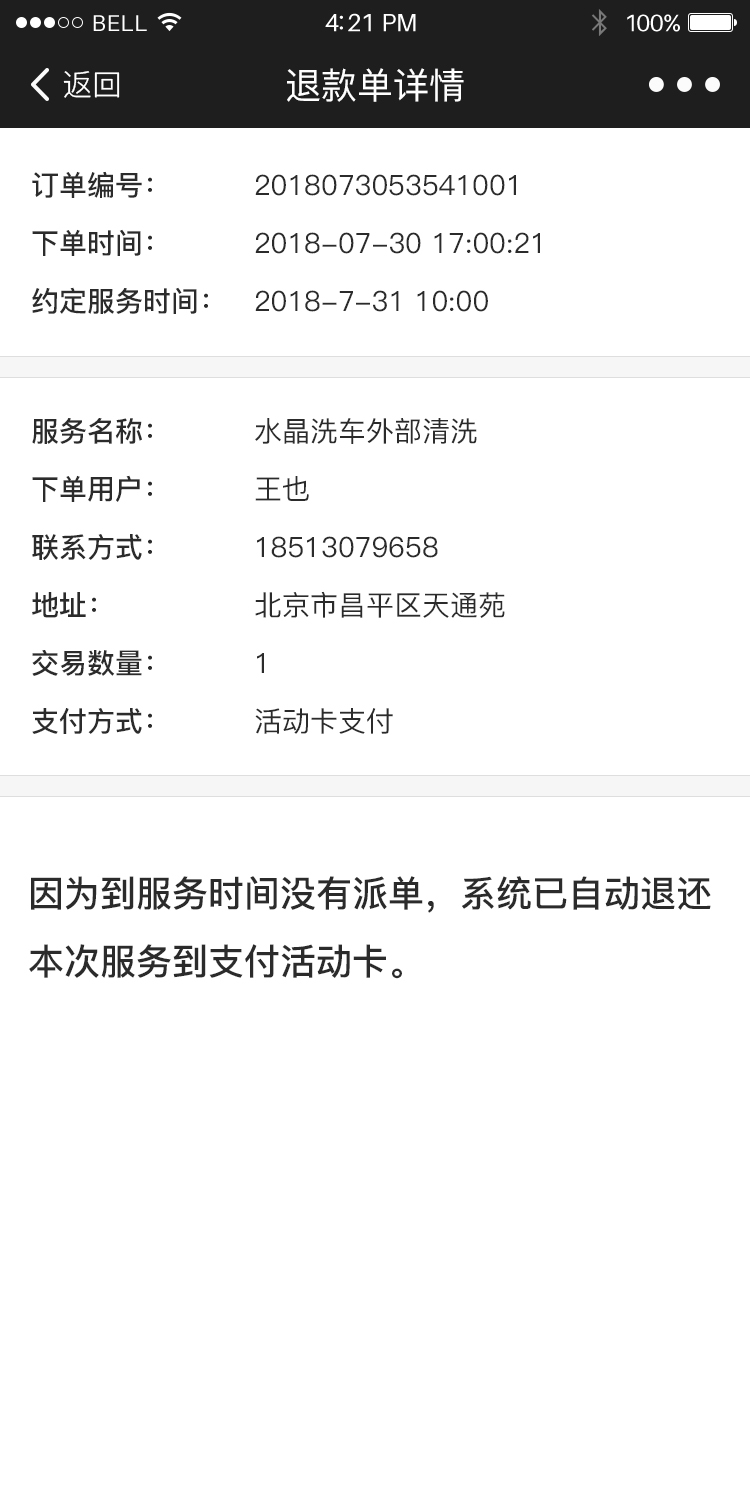 BELL 4:21 PM 100%
返回 退款单详情
订单编号： 2018073053541001
下单时间： 2018-07-30 17:00:21
约定服务时间： 2018-7-31 10:00
服务名称： 水晶洗车外部清洗
下单用户： 王也
联系方式： 18513079658
地址： 北京市昌平区天通苑
交易数量： 1
支付方式： 活动卡支付
因为到服务时间没有派单，系统已自动退还
本次服务到支付活动卡。